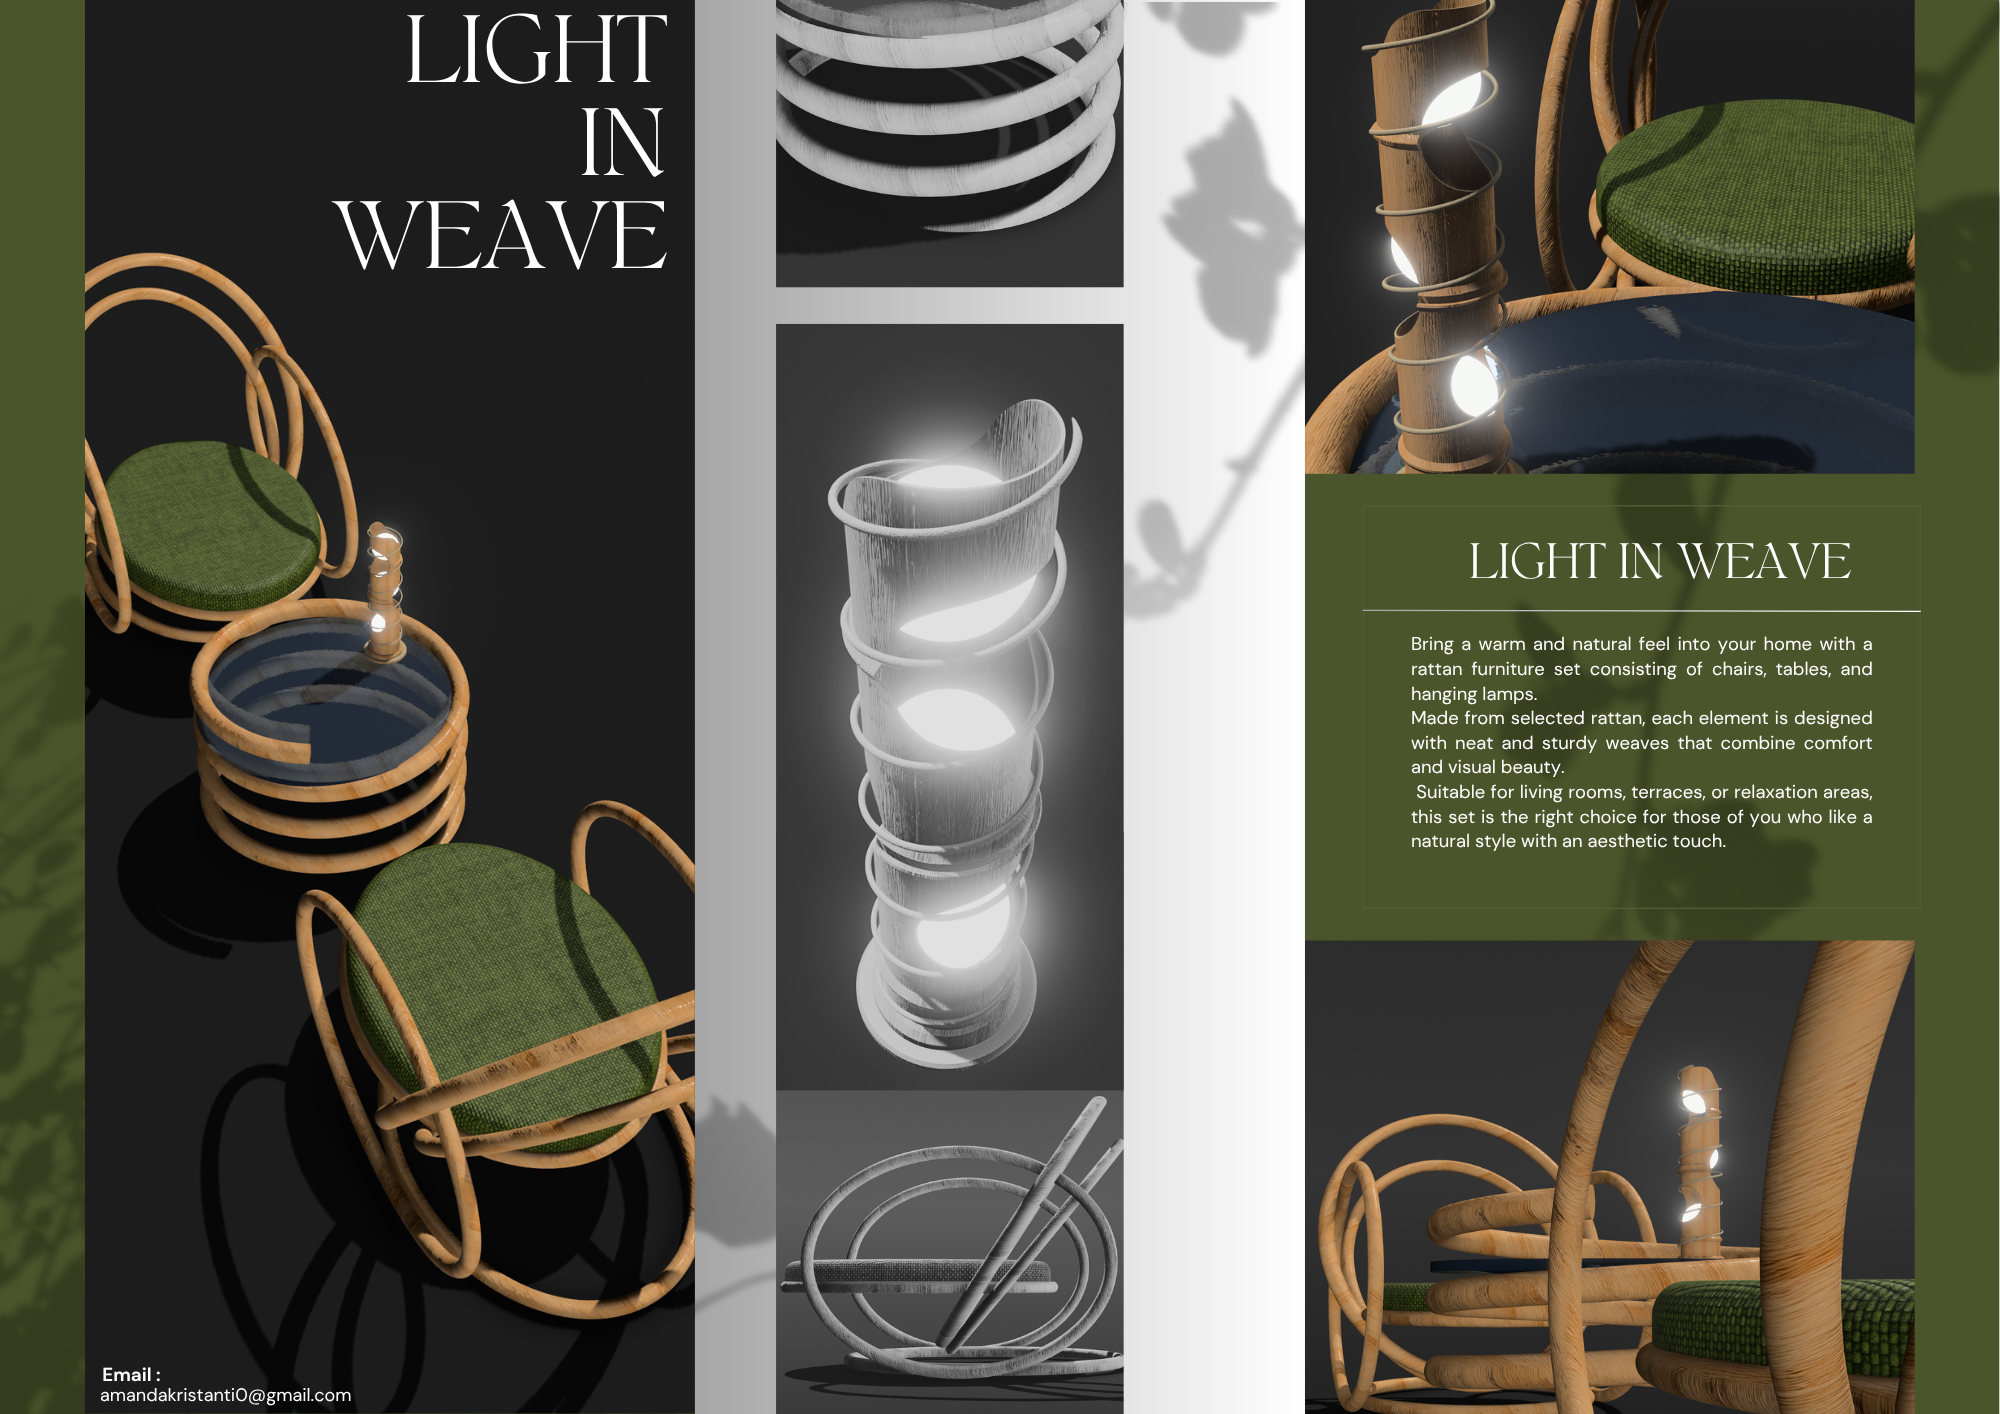 LIGHT
IN
WEAVE
Email :
amandakristanti0@gmail.com
LIGHT IN WEAVE
Bring a warm and natural feel into your home with a
rattan furniture set consisting of chairs, tables, and
hanging lamps.
Made from selected rattan, each element is designed
with neat and sturdy weaves that combine comfort
and visual beauty.
Suitable for living rooms, terraces, or relaxation areas,
this set is the right choice for those of you who like a
natural style with an aesthetic touch.